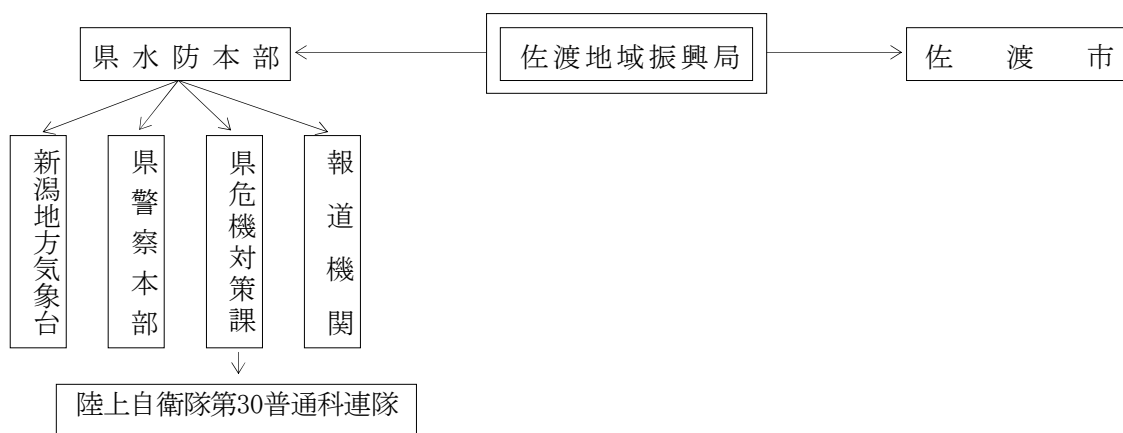 県水防本部
佐渡地域振興局
佐渡市
新潟地方気象台
県警察本部
県危機対策課
報道機関
陸上自衛隊第30普通科連隊